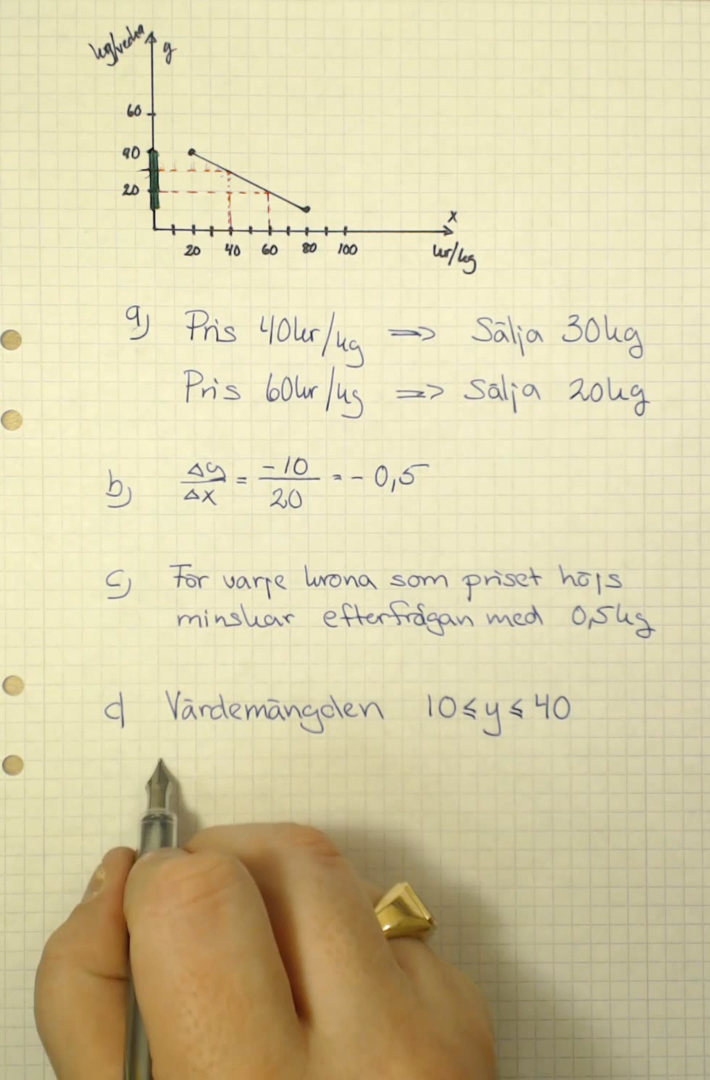 kg/vecka
y
60
40
20
x
20 40 60 80 100
kr/kg
a) Pris 40kr/kg => Sälja 30kg
Pris 60kr/kg => Sälja 20kg
b) Δy/Δx = -10/20 = -0,5
c) För varje krona som priset höjs
minskar efterfrågan med 0,5kg
d Värdemängden 10≤y≤40